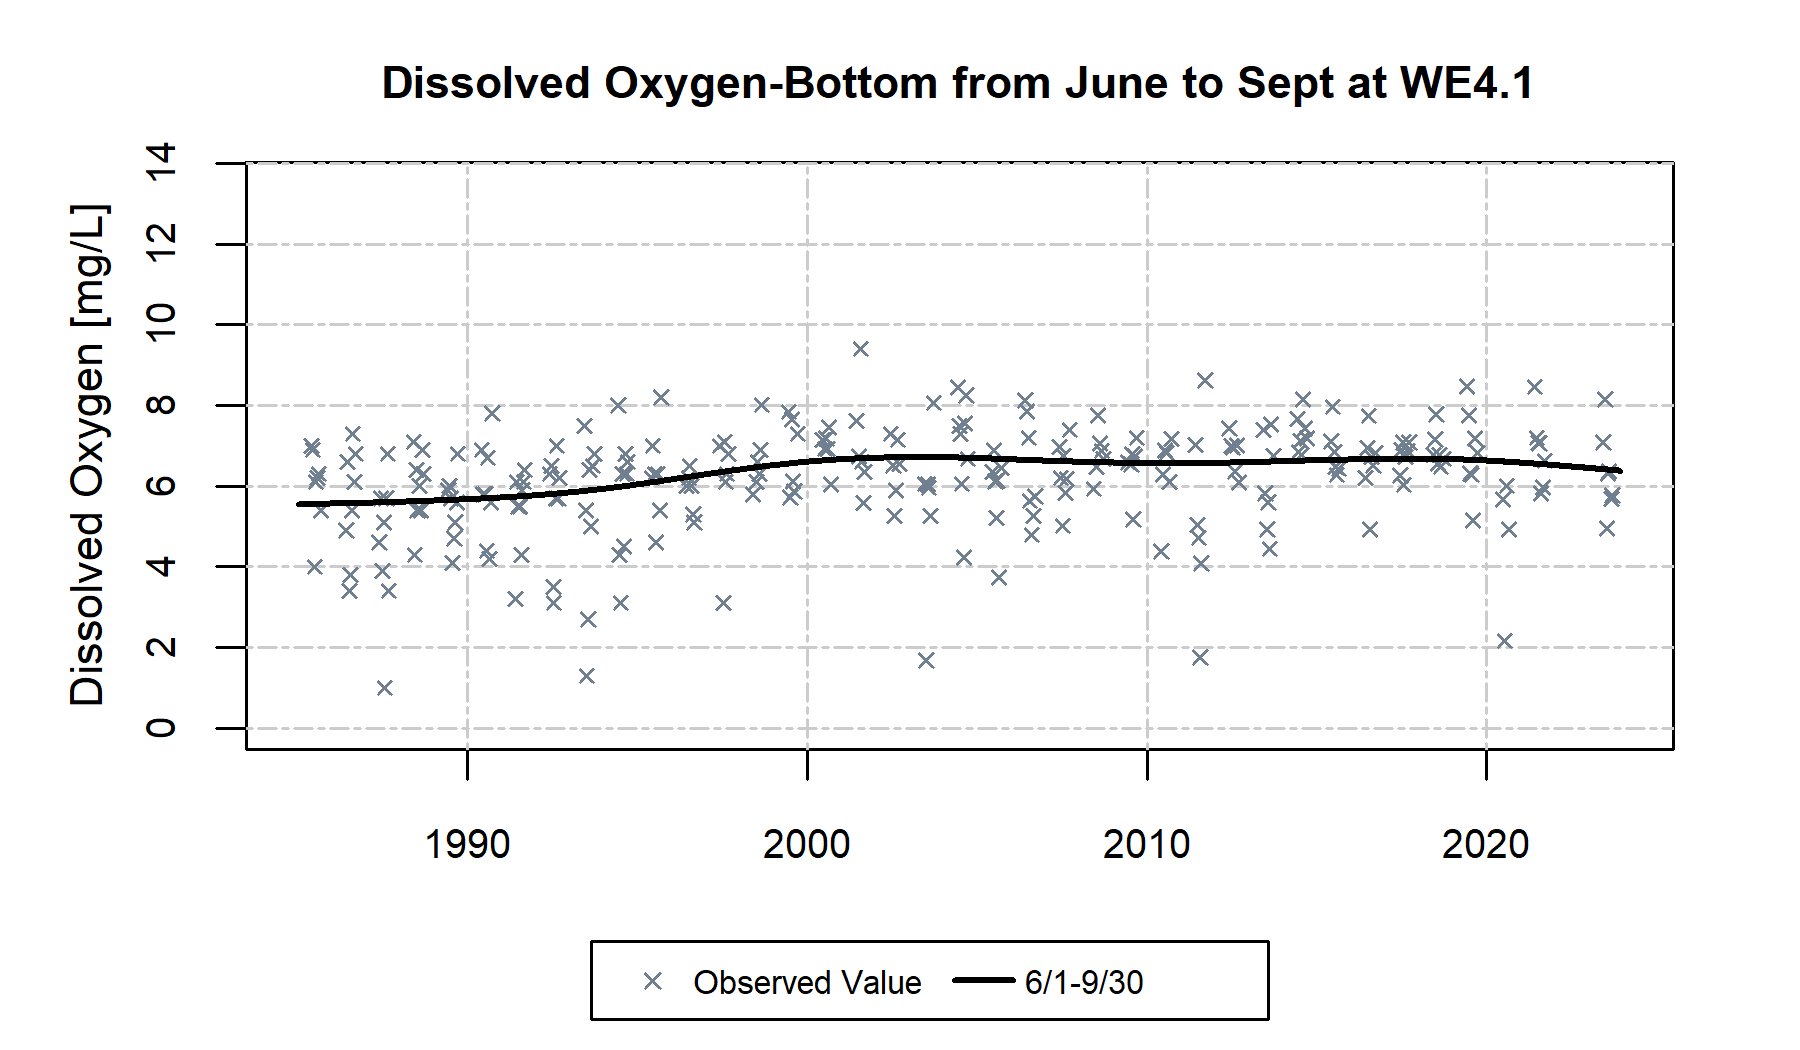 Dissolved Oxygen-Bottom from June to Sept at WE4.1
Dissolved Oxygen [mg/L]
14
12
10
8
6
4
2
0
1990 2000 2010 2020
Observed Value 6/1-9/30